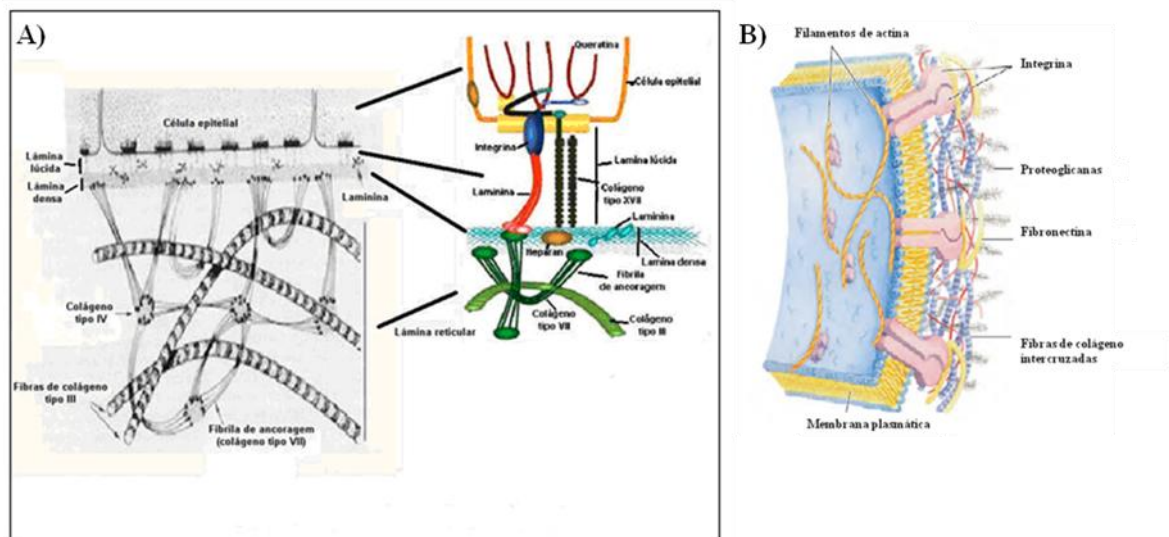 A)
Célula epitelial
Lâmina
lúcida
Lâmina
densa
Laminina
Colágeno
tipo IV
Fibras de colágeno
tipo III
Fibrila de ancoragem
(colágeno tipo VII)
Lâmina reticular
Queratina
Célula epitelial
Integrina
Lamina lúcida
Laminina
Colágeno
tipo XVII
Laminina
Heparan
Lamina densa
Fibrila
de ancoragem
Colágeno
tipo VII
Colágeno
tipo III
B)
Filamentos de actina
Integrina
Proteoglicanas
Fibronectina
Fibras de colágeno
intercruzadas
Membrana plasmática